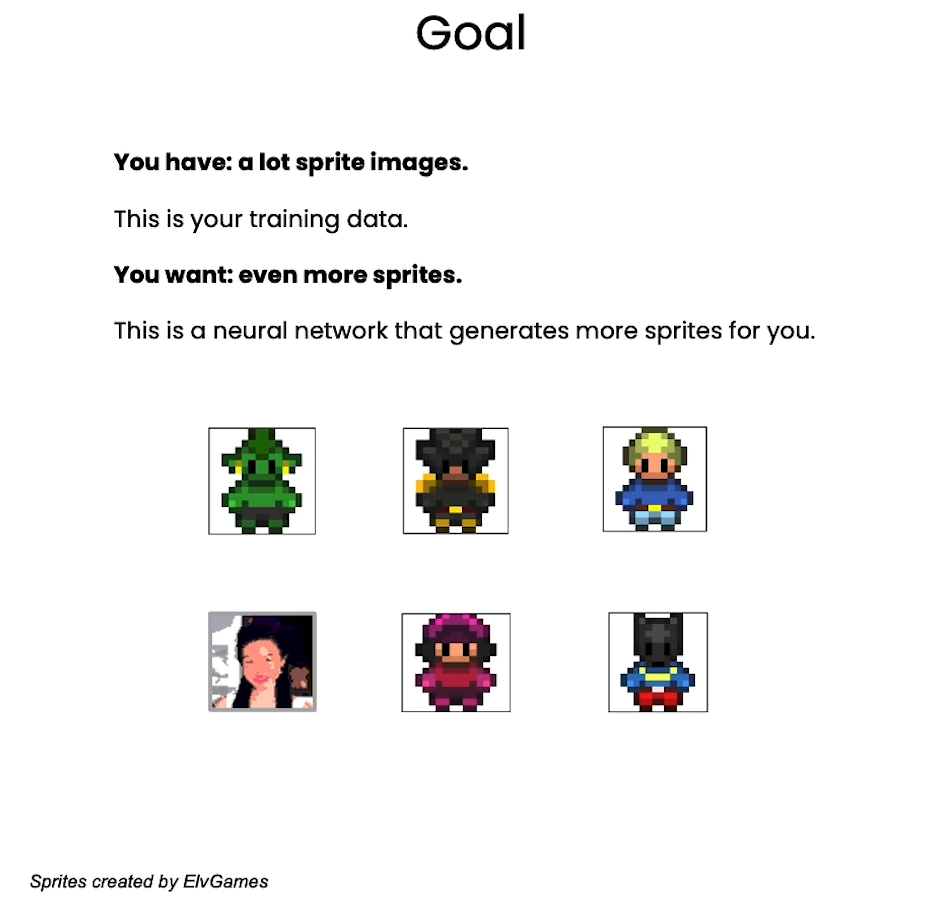 Goal
You have: a lot sprite images.
This is your training data.
You want: even more sprites.
This is a neural network that generates more sprites for you.
Sprites created by ElvGames